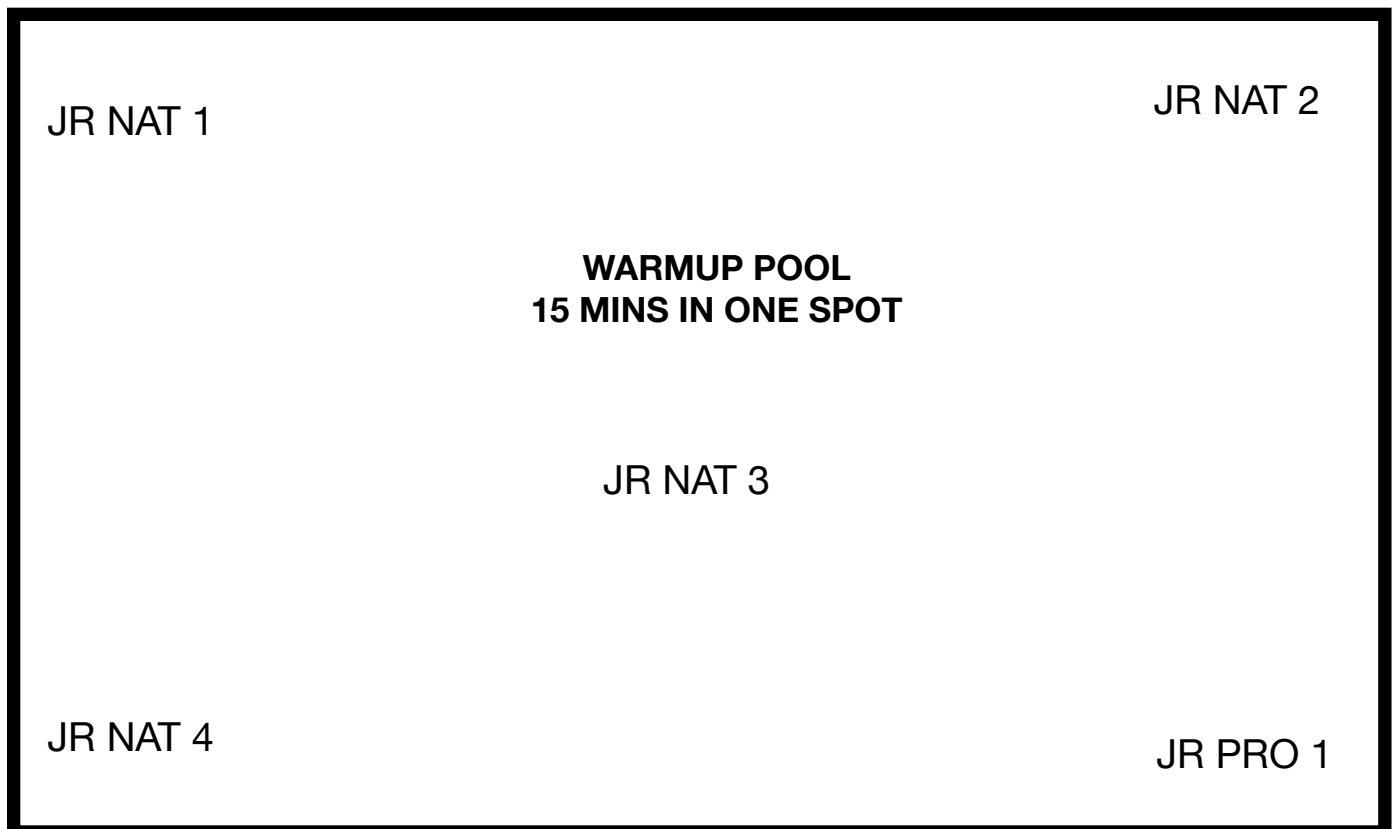 JR NAT 1
JR NAT 2
WARMUP POOL
15 MINS IN ONE SPOT
JR NAT 3
JR NAT 4
JR PRO 1